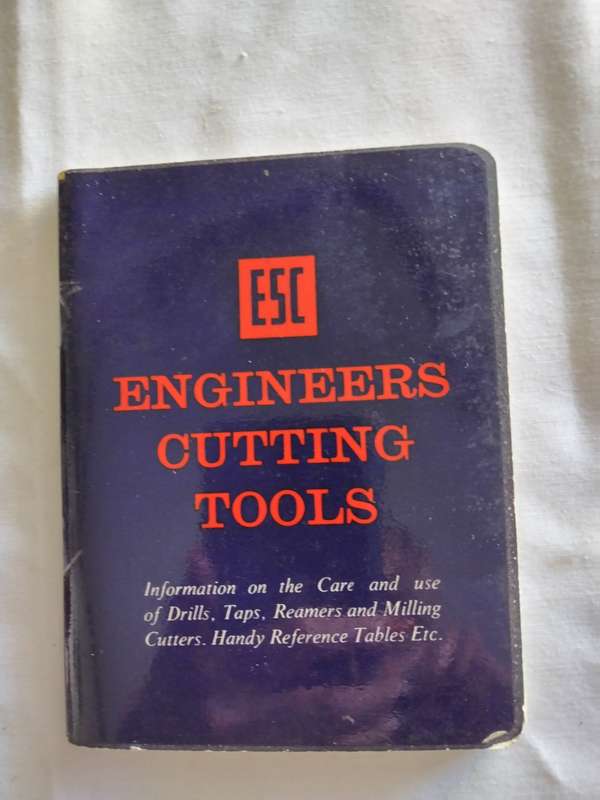 ESC
ENGINEERS
CUTTING
TOOLS
Information on the Care and use
of Drills, Taps, Reamers and Milling
Cutters. Handy Reference Tables Etc.